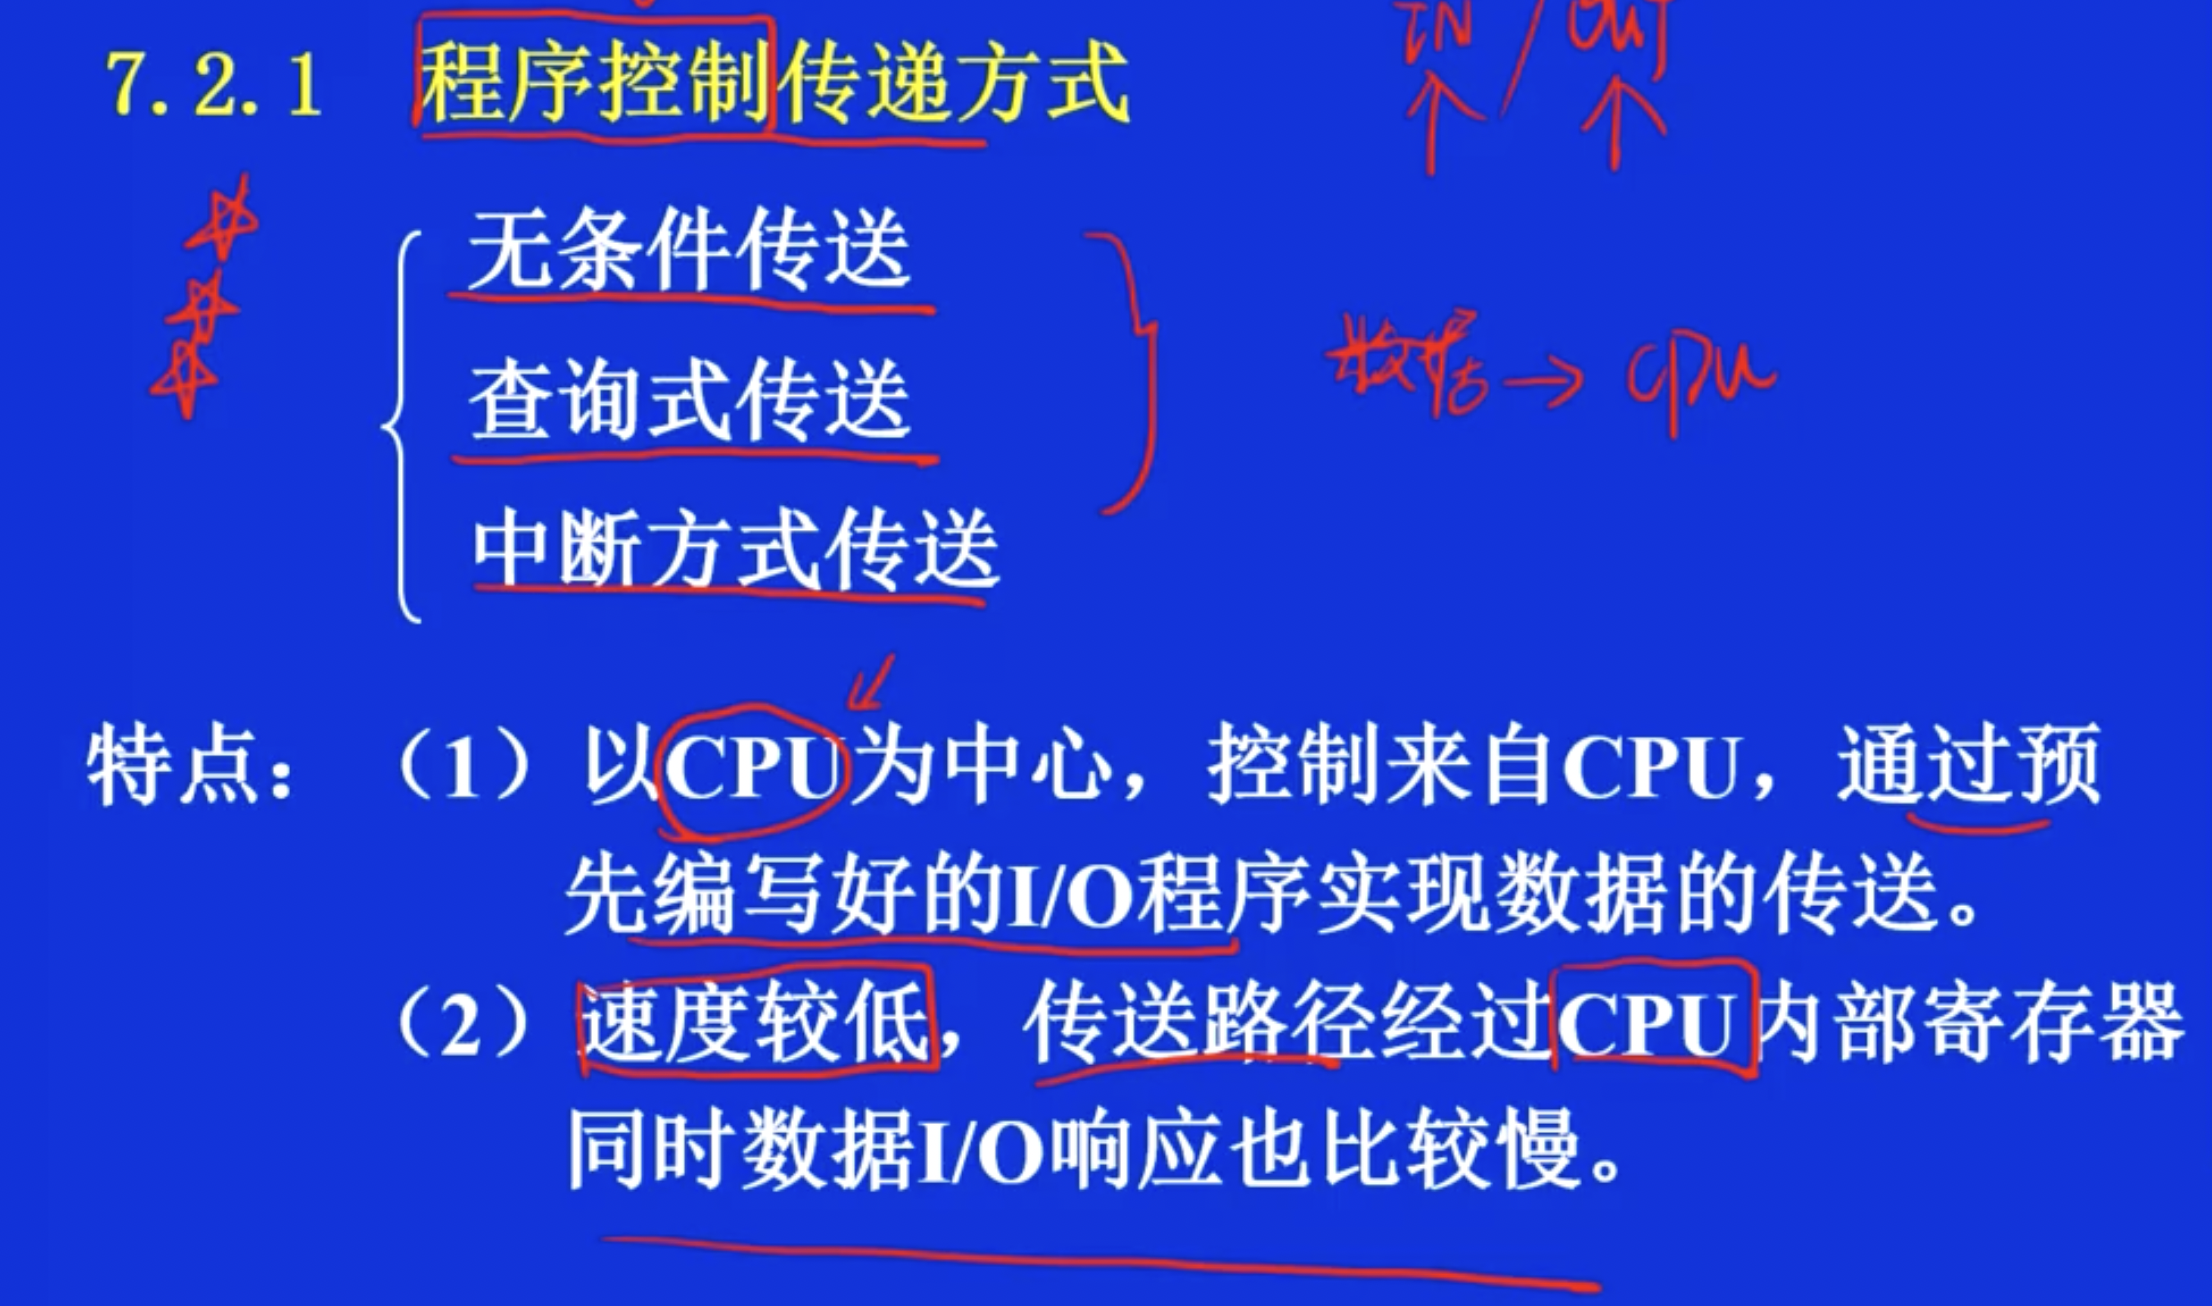 7.2.1 程序控制传递方式
IN / OUT
无条件传送
查询式传送
数据→CPU
中断方式传送
特点：（1）以CPU为中心，控制来自CPU，通过预
先编写好的I/O程序实现数据的传送。
（2）速度较低，传送路径经过CPU内部寄存器
同时数据I/O响应也比较慢。